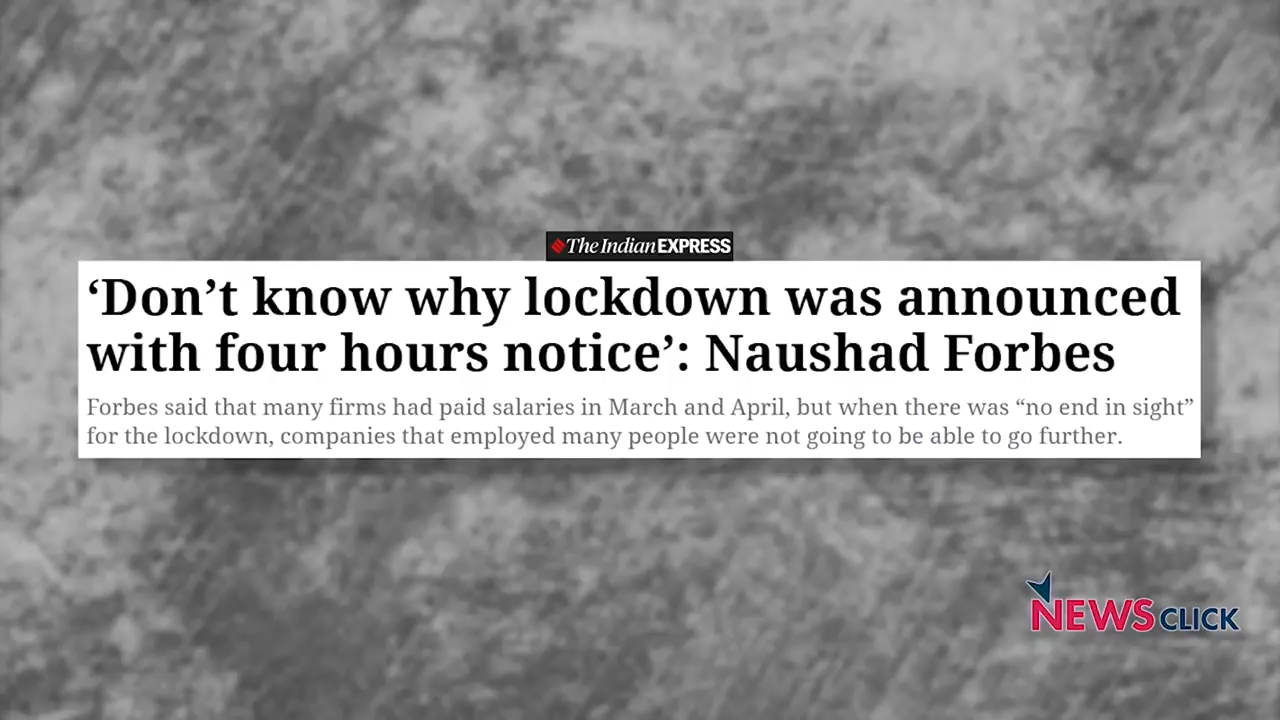 The Indian EXPRESS
‘Don’t know why lockdown was announced
with four hours notice’: Naushad Forbes
Forbes said that many firms had paid salaries in March and April, but when there was “no end in sight”
for the lockdown, companies that employed many people were not going to be able to go further.
NEWSCLICK